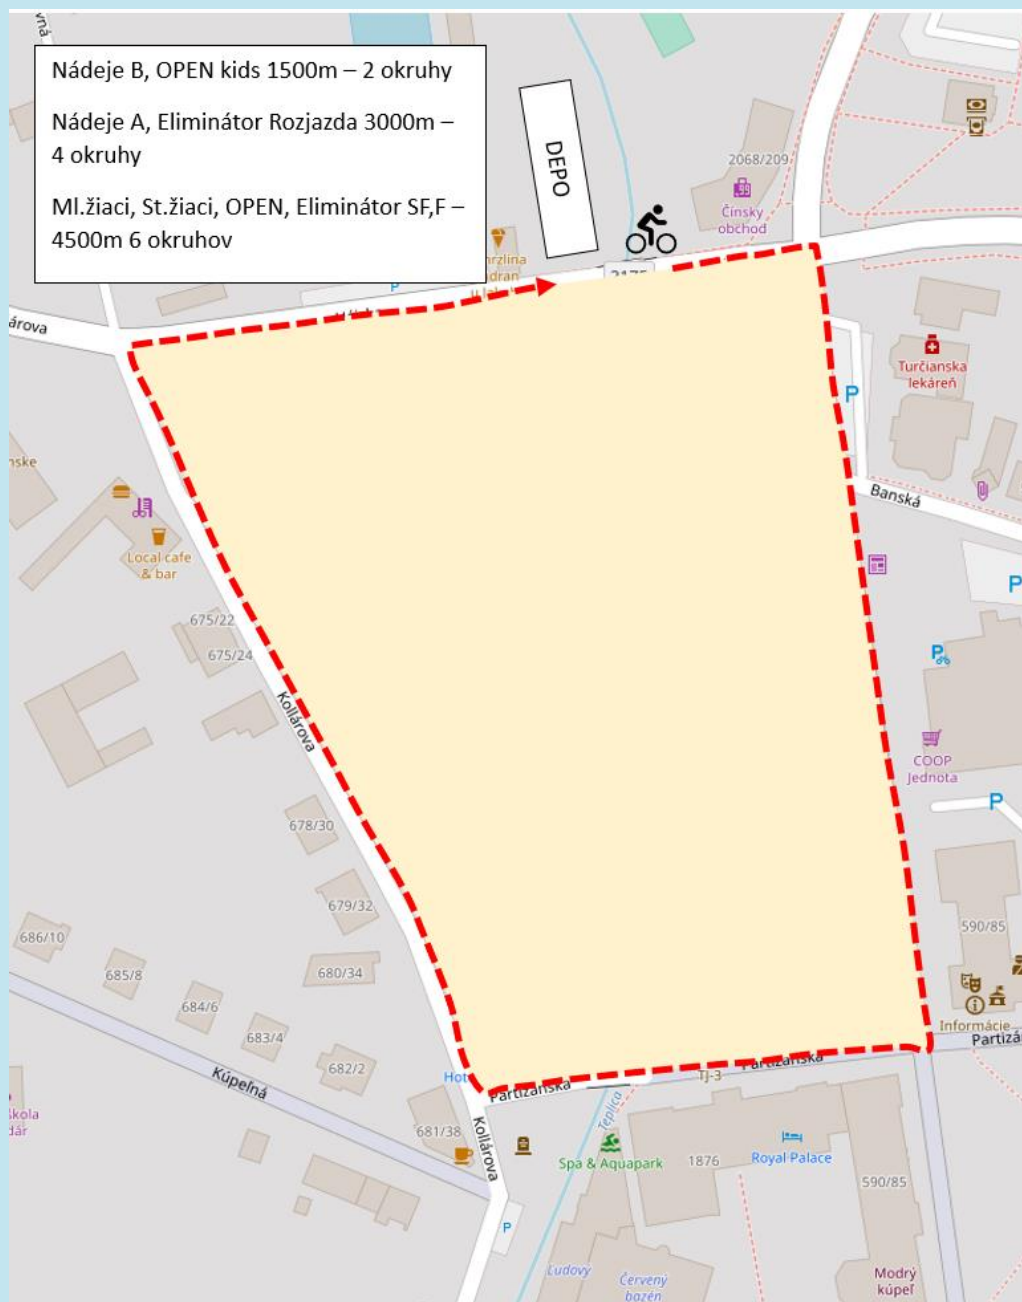 Nádeje B, OPEN kids 1500m – 2 okruhy
Nádeje A, Eliminátor Rozjazda 3000m –
4 okruhy
Ml.žiaci, St.žiaci, OPEN, Eliminátor SF,F –
4500m 6 okruhov
DEPO
2068/209
Čínsky
obchod
P
Turčianska
lekáreň
P
Banská
P
Local cafe
& bar
675/22
675/24
Kollárova
P
COOP
Jednota
P
678/30
679/32
680/34
686/10
685/8
684/6
683/4
682/2
590/85
Informácie
Kúpeľná
Partizánska
Partizánska
TJ-3
681/38
Kollárova
Teplica
Spa & Aquapark
1876
Royal Palace
590/85
P
Ľudový
Červený
bazén
Modrý
kúpeľ